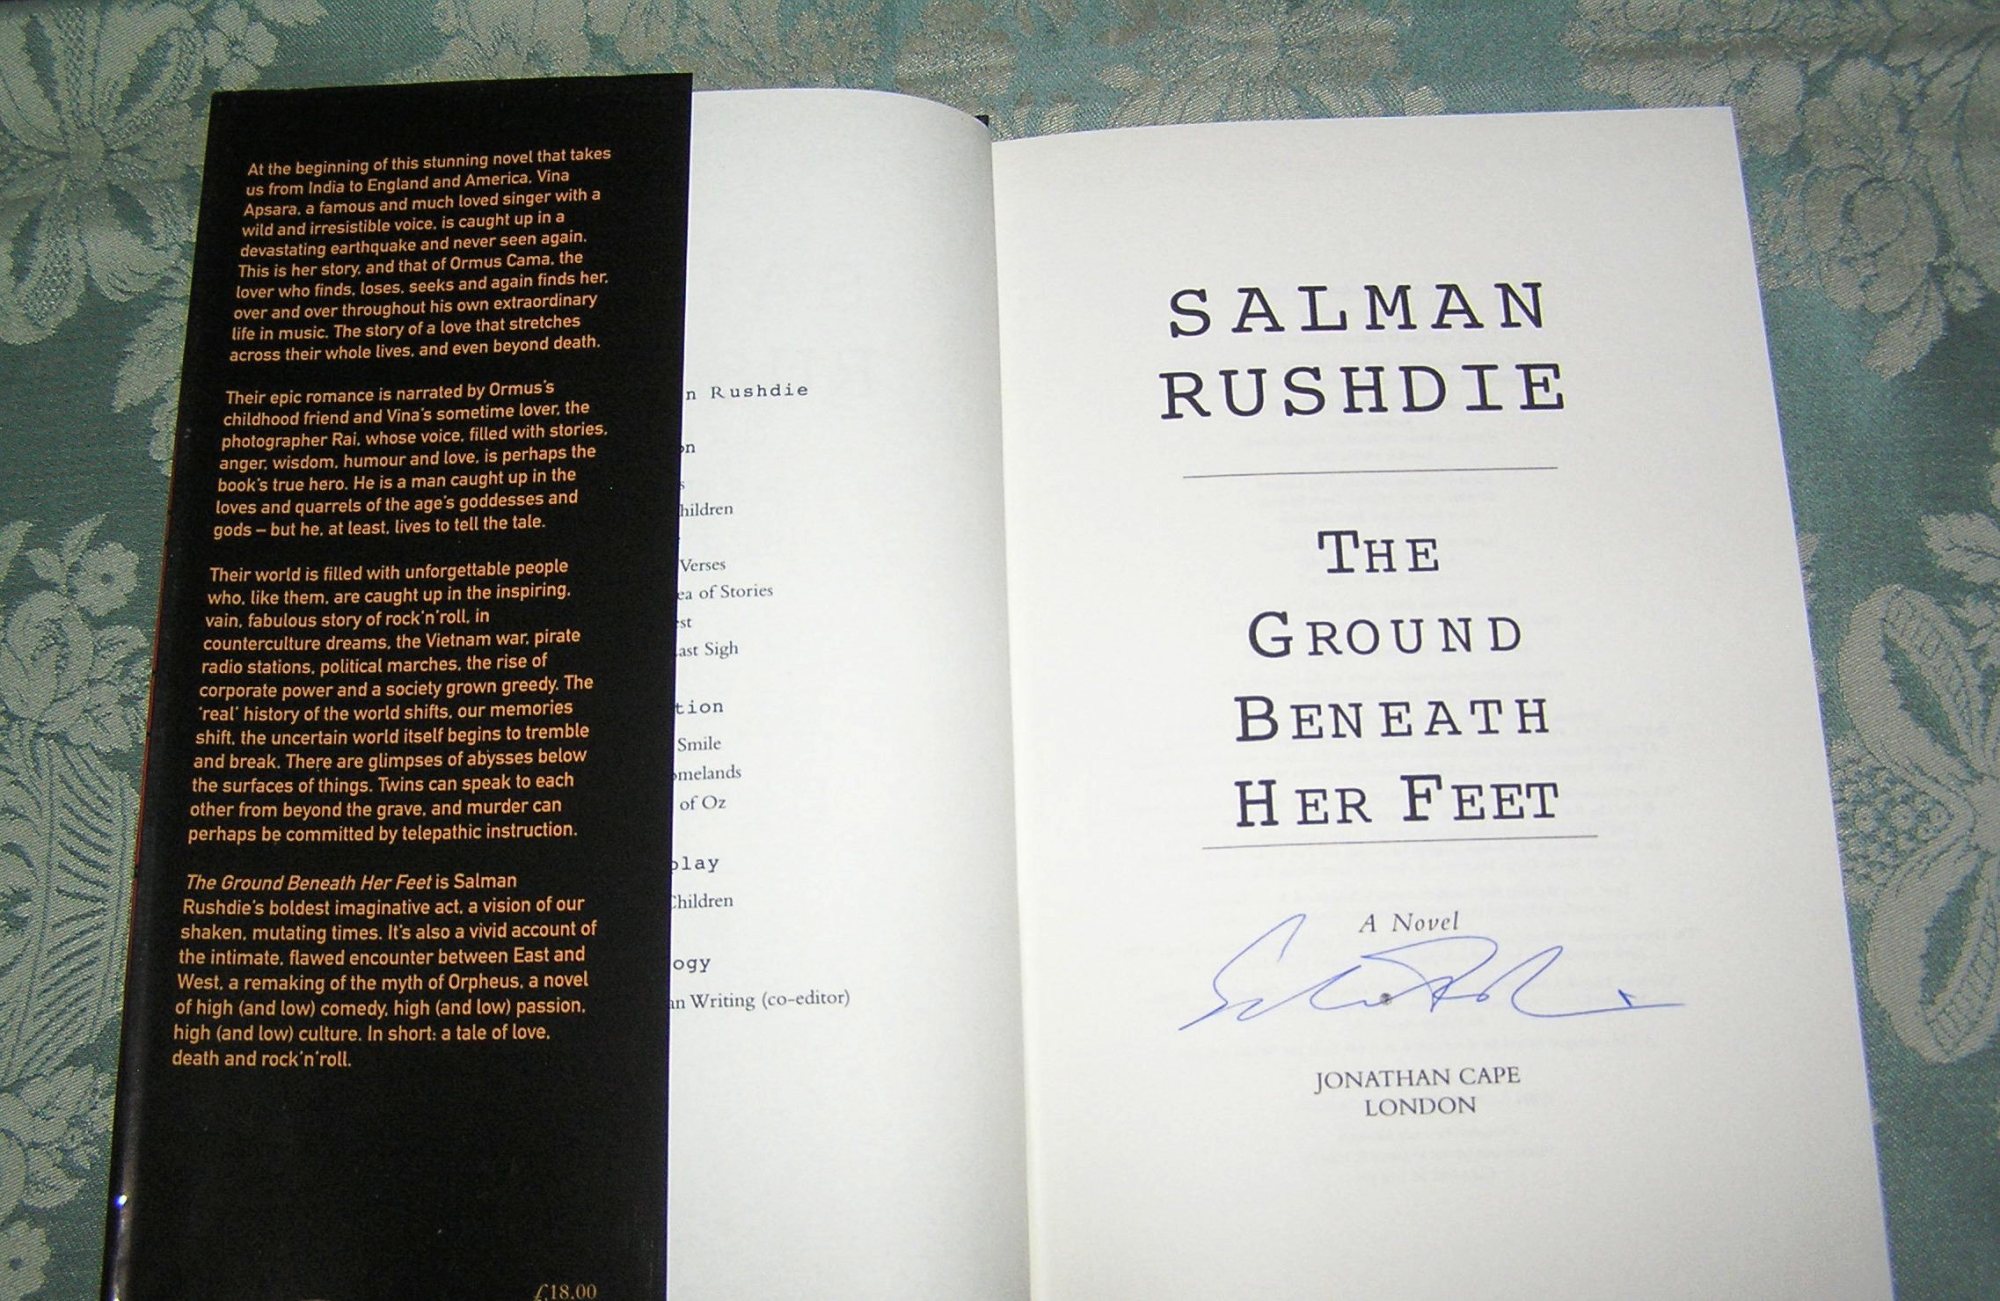 At the beginning of this stunning novel that takes
us from India to England and America, Vina
Apsara, a famous and much loved singer with a
wild and irresistible voice, is caught up in a
devastating earthquake and never seen again.
This is her story, and that of Ormus Cama, the
lover who finds, loses, seeks and again finds her,
over and over throughout his own extraordinary
life in music. The story of a love that stretches
across their whole lives, and even beyond death.
Their epic romance is narrated by Ormus's
childhood friend and Vina's sometime lover, the
photographer Rai, whose voice, filled with stories,
anger, wisdom, humour and love, is perhaps the
book's true hero. He is a man caught up in the
loves and quarrels of the age's goddesses and
gods – but he, at least, lives to tell the tale.
Their world is filled with unforgettable people
who, like them, are caught up in the inspiring,
vain, fabulous story of rock'n'roll, in
counterculture dreams, the Vietnam war, pirate
radio stations, political marches, the rise of
corporate power and a society grown greedy. The
'real' history of the world shifts, our memories
shift, the uncertain world itself begins to tremble
and break. There are glimpses of abysses below
the surfaces of things. Twins can speak to each
other from beyond the grave, and murder can
perhaps be committed by telepathic instruction.
The Ground Beneath Her Feet is Salman
Rushdie's boldest imaginative act, a vision of our
shaken, mutating times. It's also a vivid account of
the intimate, flawed encounter between East and
West, a remaking of the myth of Orpheus, a novel
of high (and low) comedy, high (and low) passion,
high (and low) culture. In short: a tale of love,
death and rock'n'roll.
£18.00
n Rushdie
on
s
hildren
Verses
ea of Stories
st
ast Sigh
tion
Smile
omelands
of Oz
play
Children
ogy
an Writing (co-editor)
SALMAN
RUSHDIE
THE
GROUND
BENEATH
HER FEET
A Novel
JONATHAN CAPE
LONDON